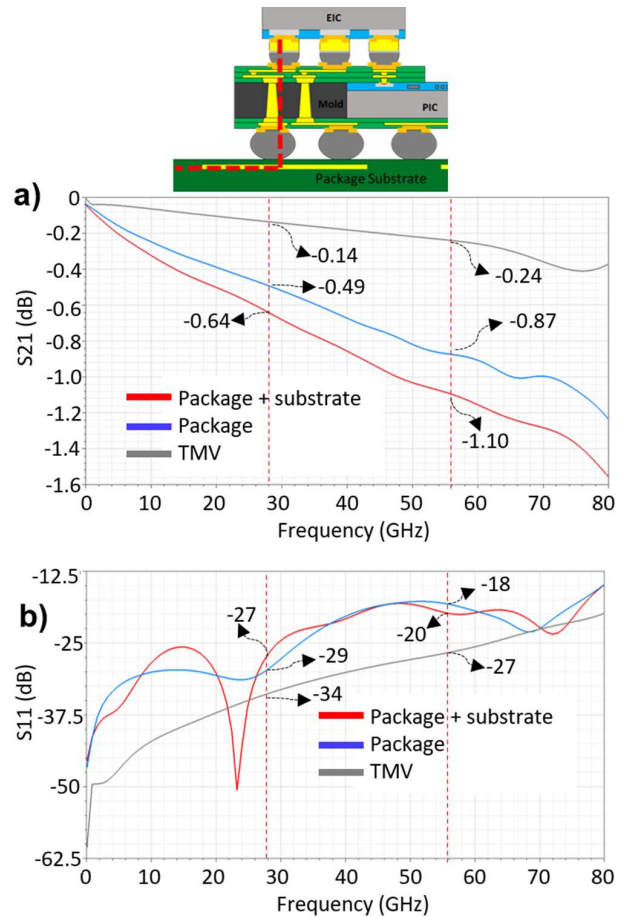 EIC
Mold
PIC
Package Substrate
a)
0
-0.2
-0.4
-0.6
-0.8
-1.0
-1.2
-1.4
-1.6
S21 (dB)
-0.14
-0.24
-0.49
-0.64
-0.87
-1.10
Package + substrate
Package
TMV
0 10 20 30 40 50 60 70 80
Frequency (GHz)
b)
-12.5
-25
-37.5
-50
-62.5
S11 (dB)
-27
-18
-20
-29
-27
-34
Package + substrate
Package
TMV
0 10 20 30 40 50 60 70 80
Frequency (GHz)